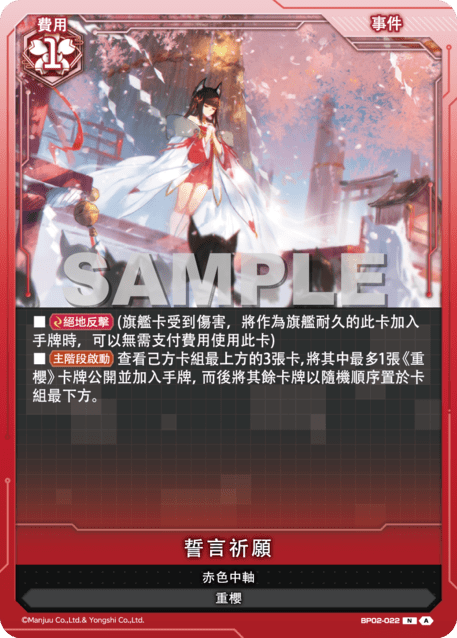 費用
事件
1
SAMPLE
■ 絕地反擊 (旗艦卡受到傷害，將作為旗艦耐久的此卡加入
手牌時，可以無需支付費用使用此卡)
■ 主階段啟動 查看己方卡組最上方的3張卡,將其中最多1張《重
櫻》卡牌公開並加入手牌, 而後將其餘卡牌以隨機順序置於卡
組最下方。
誓言祈願
赤色中軸
重櫻
©Manjuu Co.,Ltd.& Yongshi Co.,Ltd.
BP02-022 N A